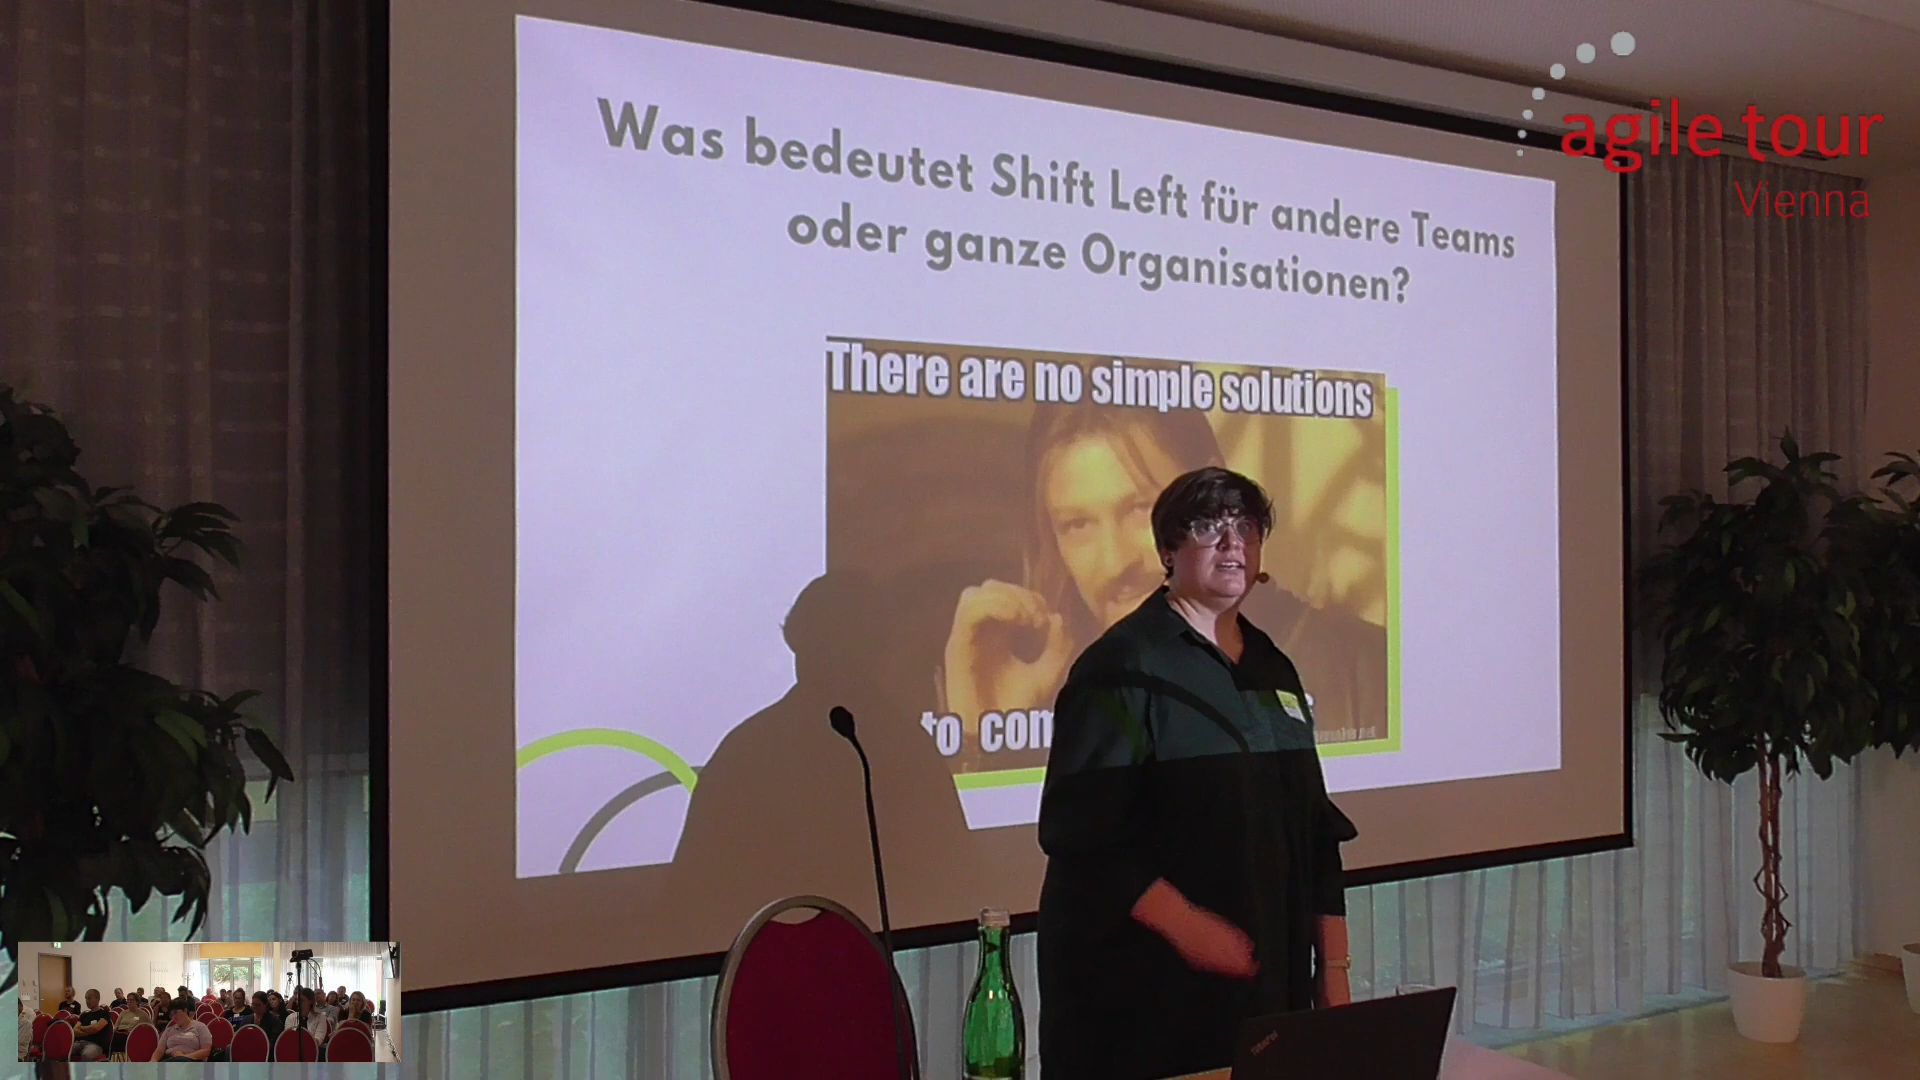 Was bedeutet Shift Left für andere Teams
oder ganze Organisationen?
There are no simple solutions
to
agile tour
Vienna